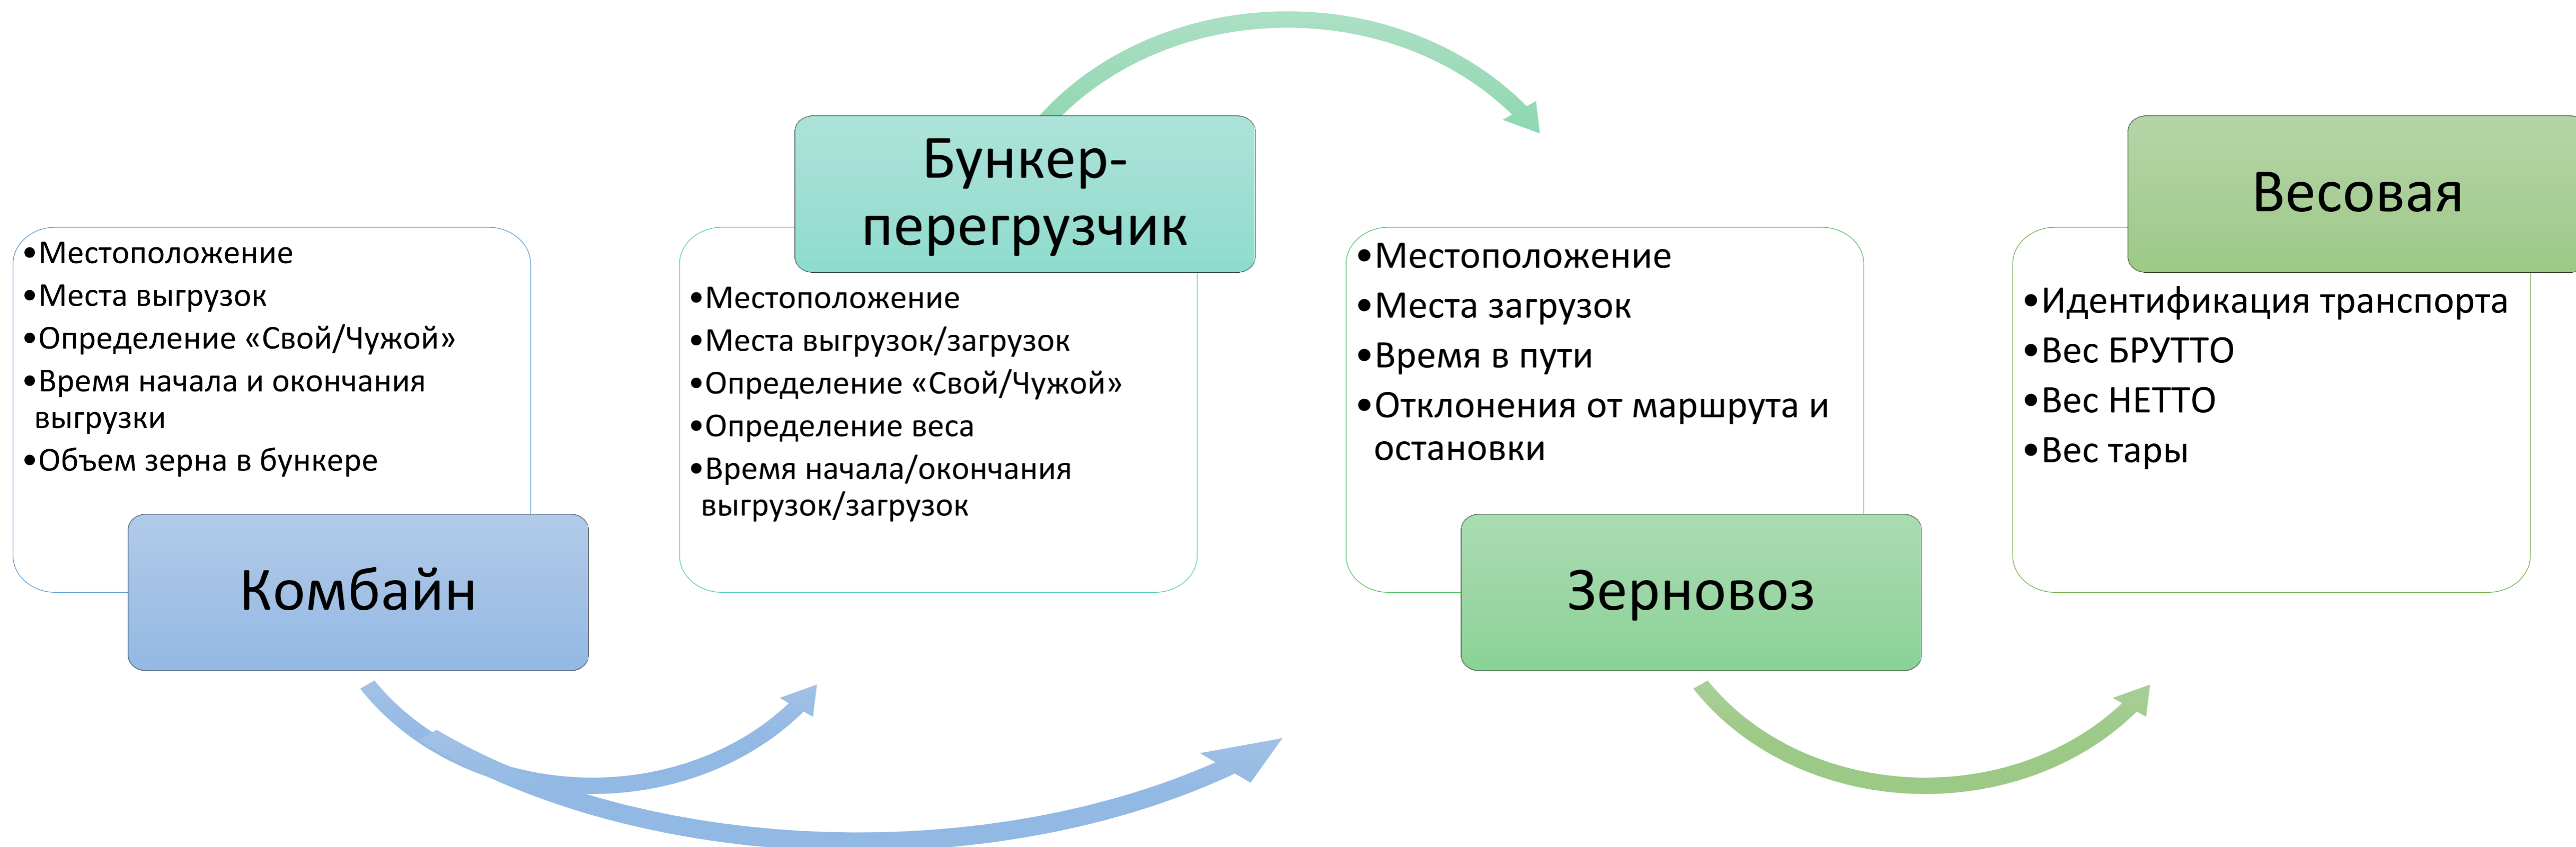 •Местоположение
•Места выгрузок
•Определение «Свой/Чужой»
•Время начала и окончания
выгрузки
•Объем зерна в бункере
Комбайн
Бункер-
перегрузчик
•Местоположение
•Места выгрузок/загрузок
•Определение «Свой/Чужой»
•Определение веса
•Время начала/окончания
выгрузок/загрузок
•Местоположение
•Места загрузок
•Время в пути
•Отклонения от маршрута и
остановки
Зерновоз
Весовая
•Идентификация транспорта
•Вес БРУТТО
•Вес НЕТТО
•Вес тары